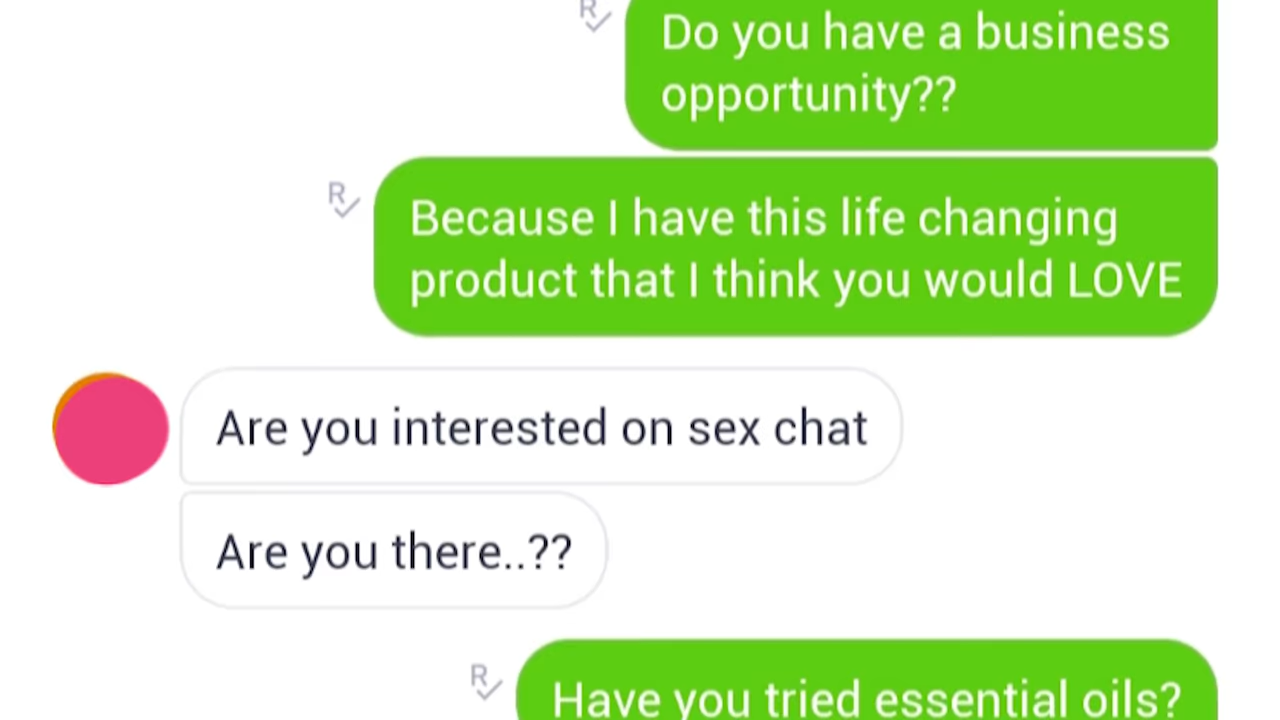 R
Do you have a business
opportunity??
R
Because I have this life changing
product that I think you would LOVE
Are you interested on sex chat
Are you there..??
R
Have you tried essential oils?